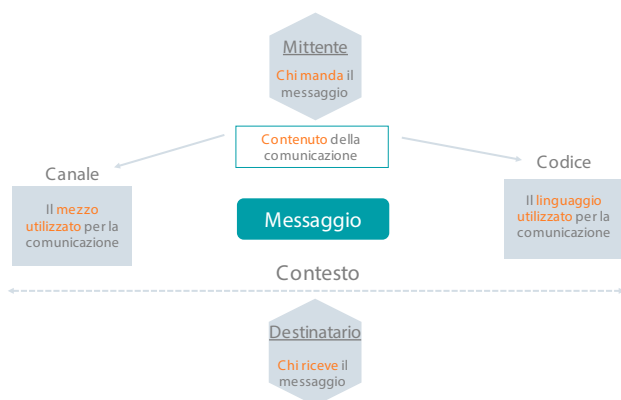 Mittente
Chi manda il
messaggio
Contenuto della
comunicazione
Canale
Codice
Il mezzo
utilizzato per la
comunicazione
Messaggio
Il linguaggio
utilizzato per la
comunicazione
Contesto
Destinatario
Chi riceve il
messaggio